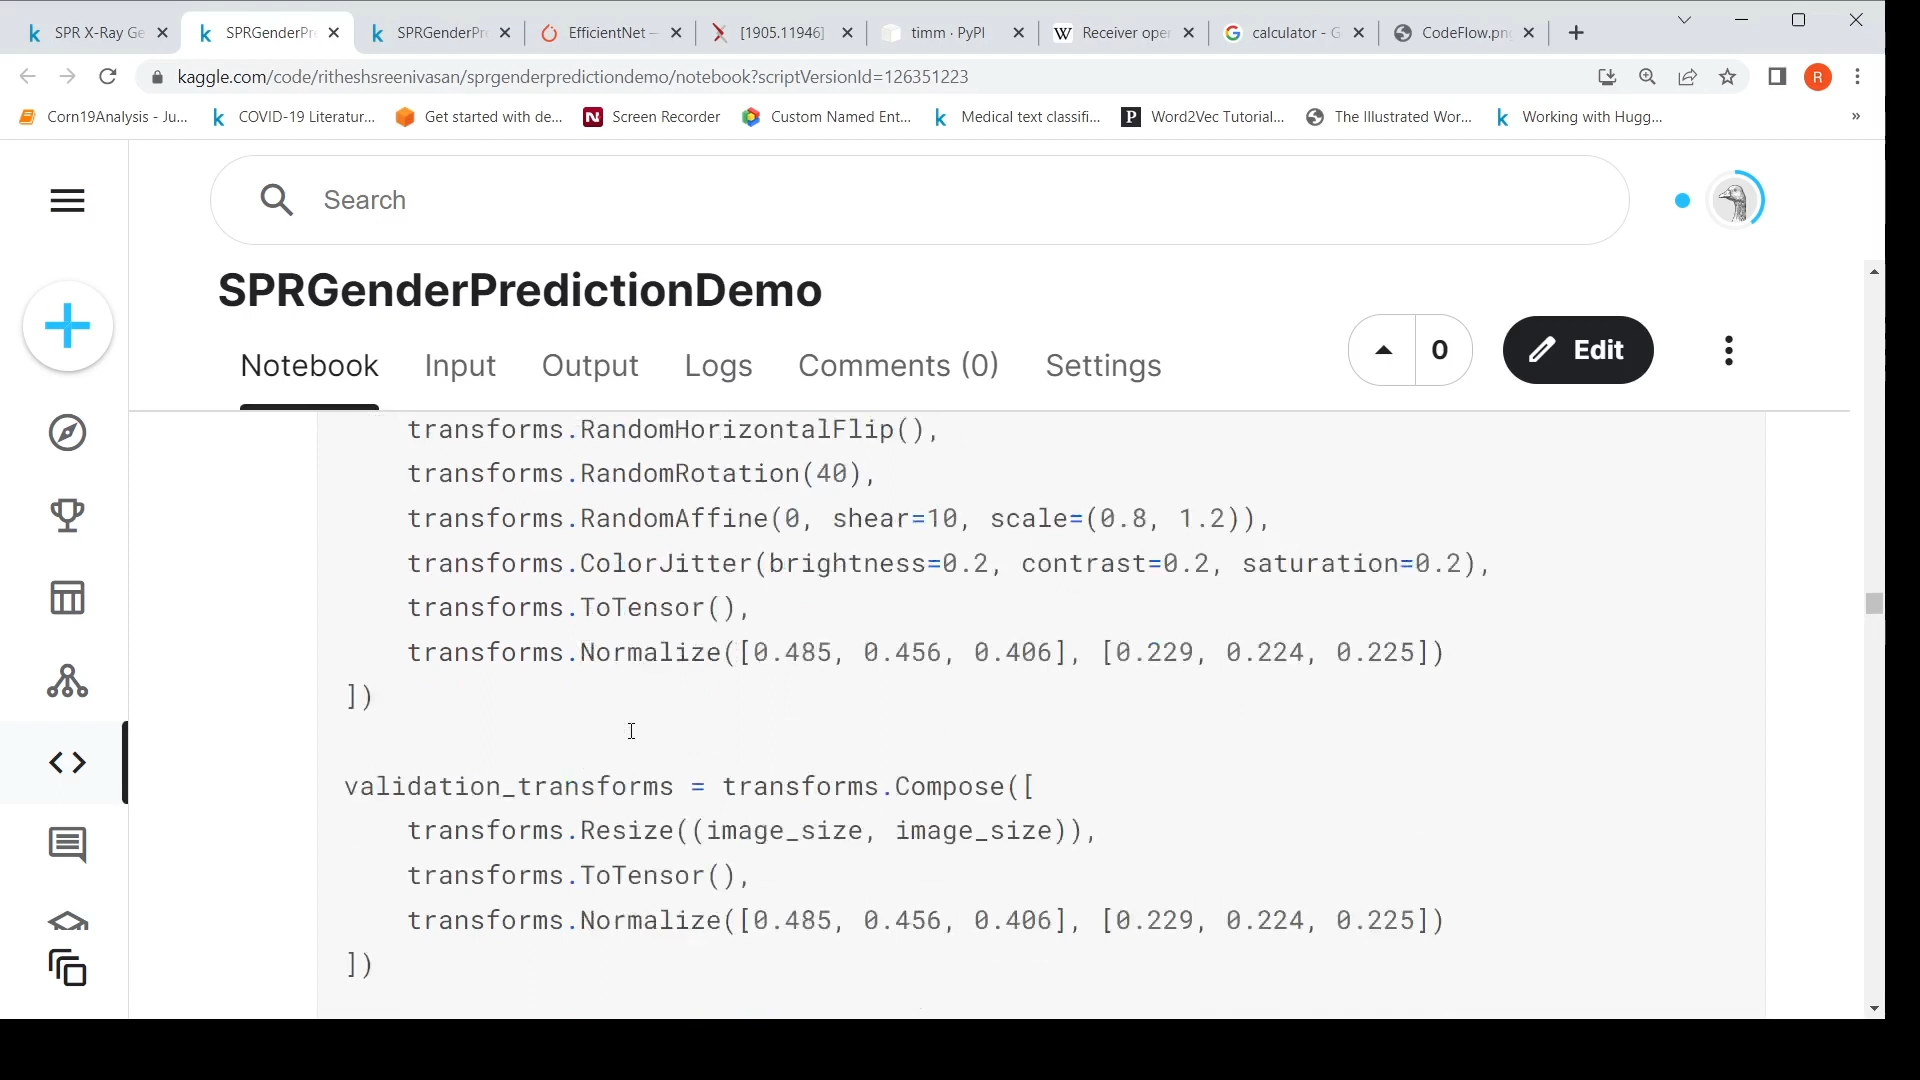 SPR X-Ray Ge
SPRGenderPr
SPRGenderPr
EfficientNet –
[1905.11946]
timm · PyPI
Receiver oper
calculator - G
CodeFlow.pn
kaggle.com/code/ritheshsreenivasan/sprgenderpredictiondemo/notebook?scriptVersionId=126351223
R
Corn19Analysis - Ju...
COVID-19 Literatur...
Get started with de...
N
Screen Recorder
Custom Named Ent...
Medical text classifi...
P
Word2Vec Tutorial...
The Illustrated Wor...
Working with Hugg...
»
Search
SPRGenderPredictionDemo
Notebook
Input
Output
Logs
Comments (0)
Settings
0
Edit
transforms.RandomHorizontalFlip(),
transforms.RandomRotation(40),
transforms.RandomAffine(0, shear=10, scale=(0.8, 1.2)),
transforms.ColorJitter(brightness=0.2, contrast=0.2, saturation=0.2),
transforms.ToTensor(),
transforms.Normalize([0.485, 0.456, 0.406], [0.229, 0.224, 0.225])
])
validation_transforms = transforms.Compose([
transforms.Resize((image_size, image_size)),
transforms.ToTensor(),
transforms.Normalize([0.485, 0.456, 0.406], [0.229, 0.224, 0.225])
])